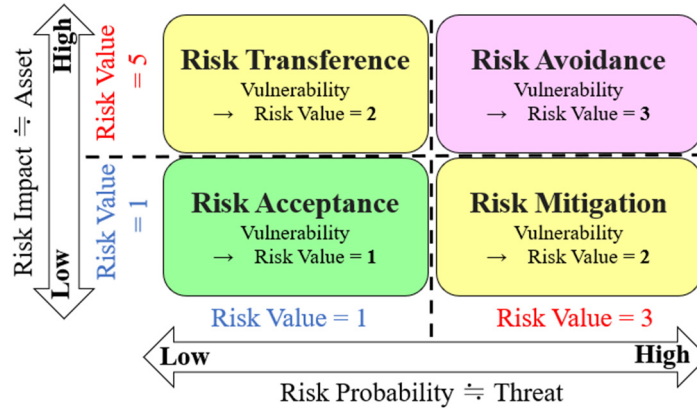 High
Risk Impact ≒ Asset
Low
Risk Value
= 5
Risk Value
= 1
Risk Transference
Vulnerability
→ Risk Value = 2
Risk Avoidance
Vulnerability
→ Risk Value = 3
Risk Acceptance
Vulnerability
→ Risk Value = 1
Risk Mitigation
Vulnerability
→ Risk Value = 2
Risk Value = 1
Risk Value = 3
Low
High
Risk Probability ≒ Threat